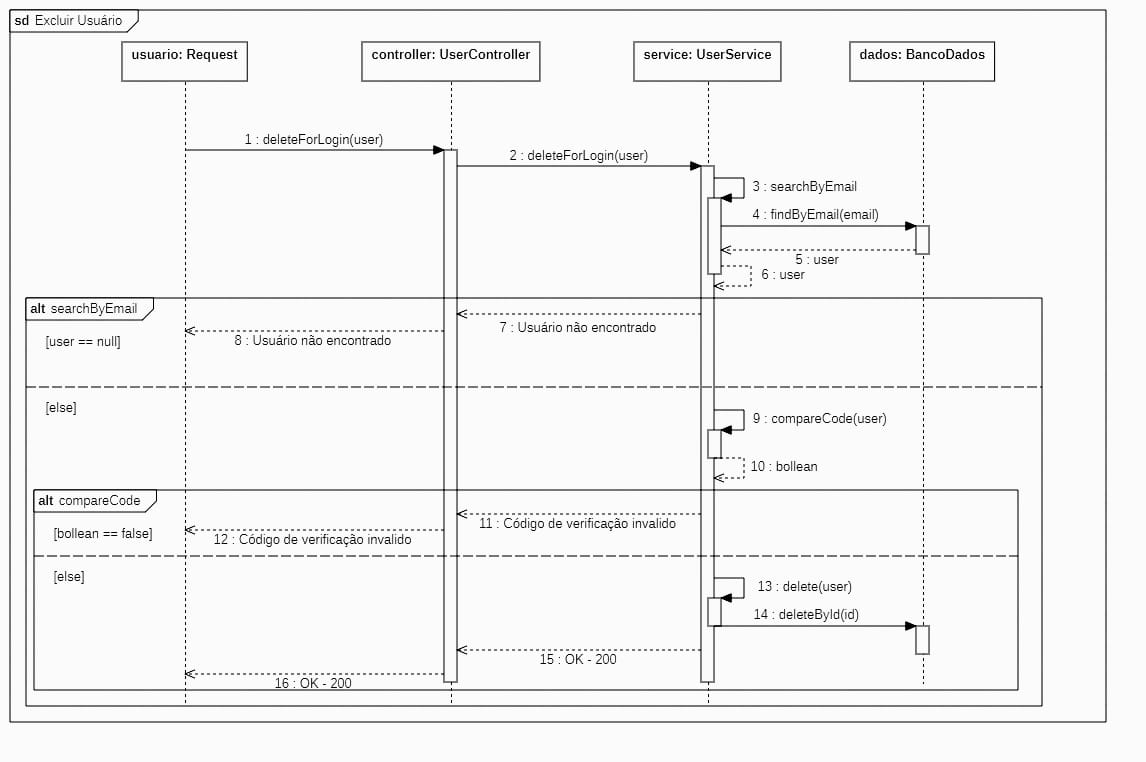 sd Excluir Usuário
usuario: Request
controller: UserController
service: UserService
dados: BancoDados
1 : deleteForLogin(user)
2 : deleteForLogin(user)
3 : searchByEmail
4 : findByEmail(email)
5 : user
6 : user
alt searchByEmail
7 : Usuário não encontrado
8 : Usuário não encontrado
[user == null]
[else]
9 : compareCode(user)
10 : bollean
alt compareCode
11 : Código de verificação invalido
[bollean == false]
12 : Código de verificação invalido
[else]
13 : delete(user)
14 : deleteById(id)
15 : OK - 200
16 : OK - 200